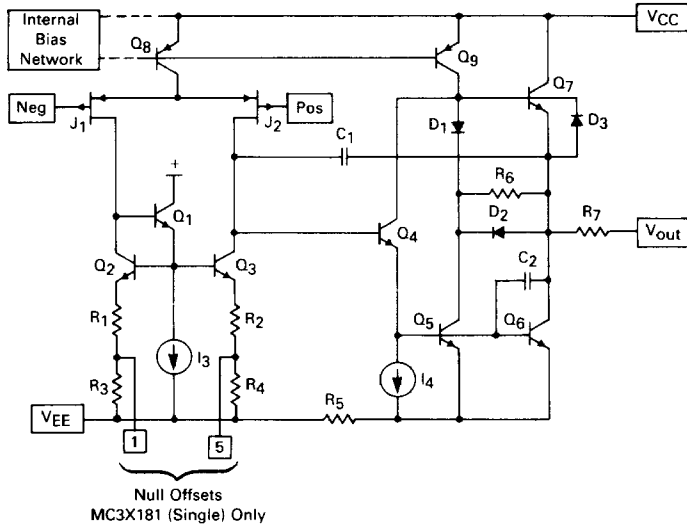 Internal
Bias
Network
VCC
Q8
Q9
Q7
Neg
Pos
J1
J2
D1
D3
C1
+
R6
Q1
D2
R7
Vout
Q4
Q2
Q3
C2
R1
R2
Q5
Q6
I3
I4
R3
R4
R5
VEE
1
5
Null Offsets
MC3X181 (Single) Only